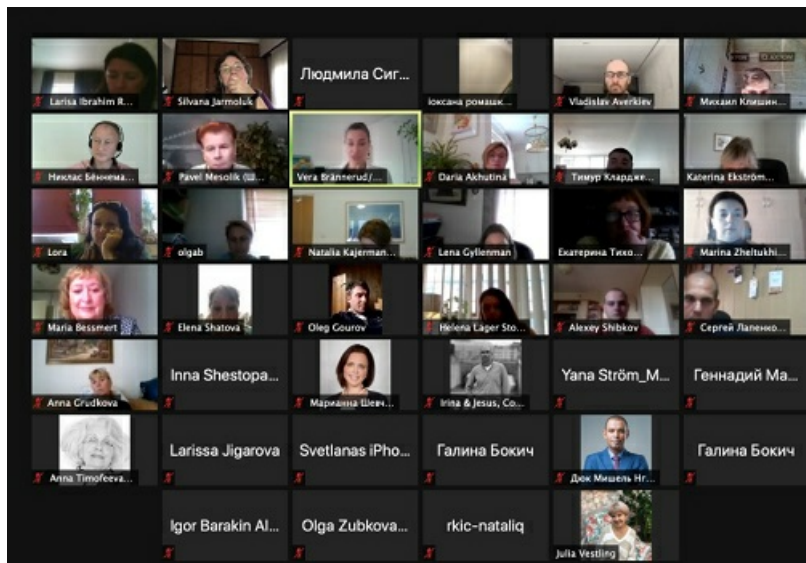 Larisa Ibrahim R...
Silvana Jarmoluk
Людмила Сиг...
іоксана ромашк...
Vladislav Averkiev
Михаил Клишин...
Никлас Беннема...
Pavel Mesolik (Ш...
Vera Brännerud/...
Daria Akhutina
Тимур Кладже...
Katerina Ekström...
Lora
olgab
Natalia Kajerman...
Lena Gyllenman
Екатерина Тихо...
Marina Zheltukhi...
Maria Bessmert
Elena Shatova
Oleg Gourov
Helena Lager Sto...
Alexey Shibkov
Сергей Лапенко...
Anna Grudkova
Inna Shestopa...
Марианна Шевч...
Irina & Jesus, Co...
Yana Ström_M...
Геннадий Ма...
Anna Timofeeva...
Larissa Jigarova
Svetlanas iPho...
Галина Бокич
Дюк Мишель Нг...
Галина Бокич
Igor Barakin Al...
Olga Zubkova...
rkic-nataliq
Julia Vestling